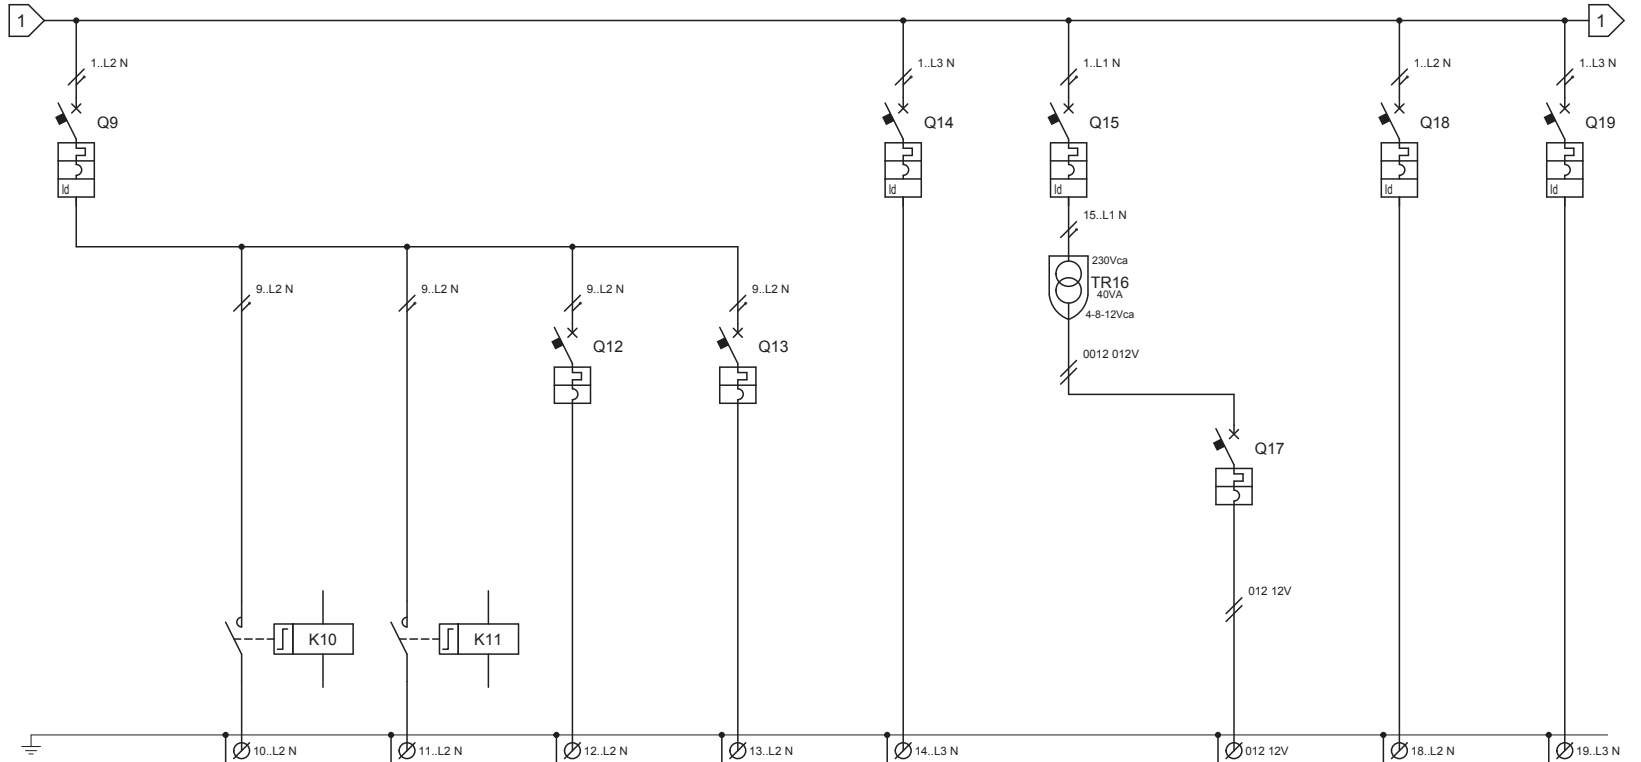 1
1
1..L2 N
1..L3 N
1..L1 N
1..L2 N
1..L3 N
Q9
Q14
Q15
Q18
Q19
Id
Id
Id
Id
Id
15..L1 N
230Vca
TR16
40VA
4-8-12Vca
9..L2 N
9..L2 N
9..L2 N
9..L2 N
Q12
Q13
0012 012V
Q17
012 12V
K10
K11
10..L2 N
11..L2 N
12..L2 N
13..L2 N
14..L3 N
012 12V
18..L2 N
19..L3 N